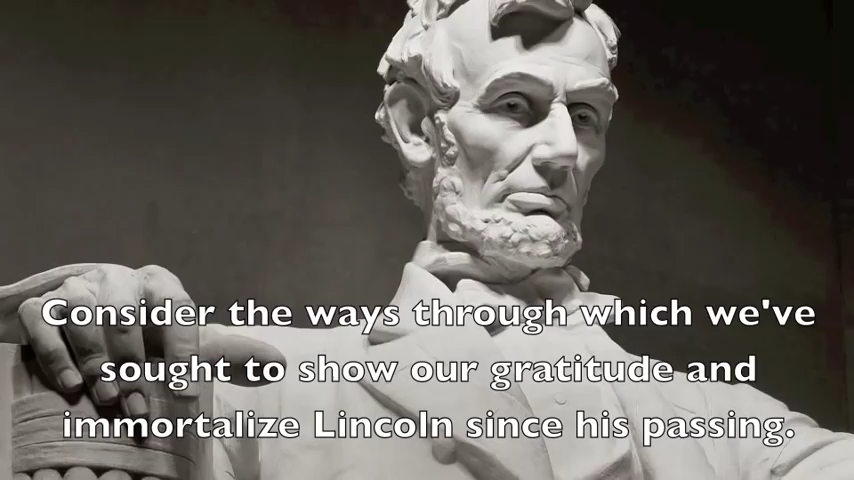 Consider the ways through which we've
sought to show our gratitude and
immortalize Lincoln since his passing.